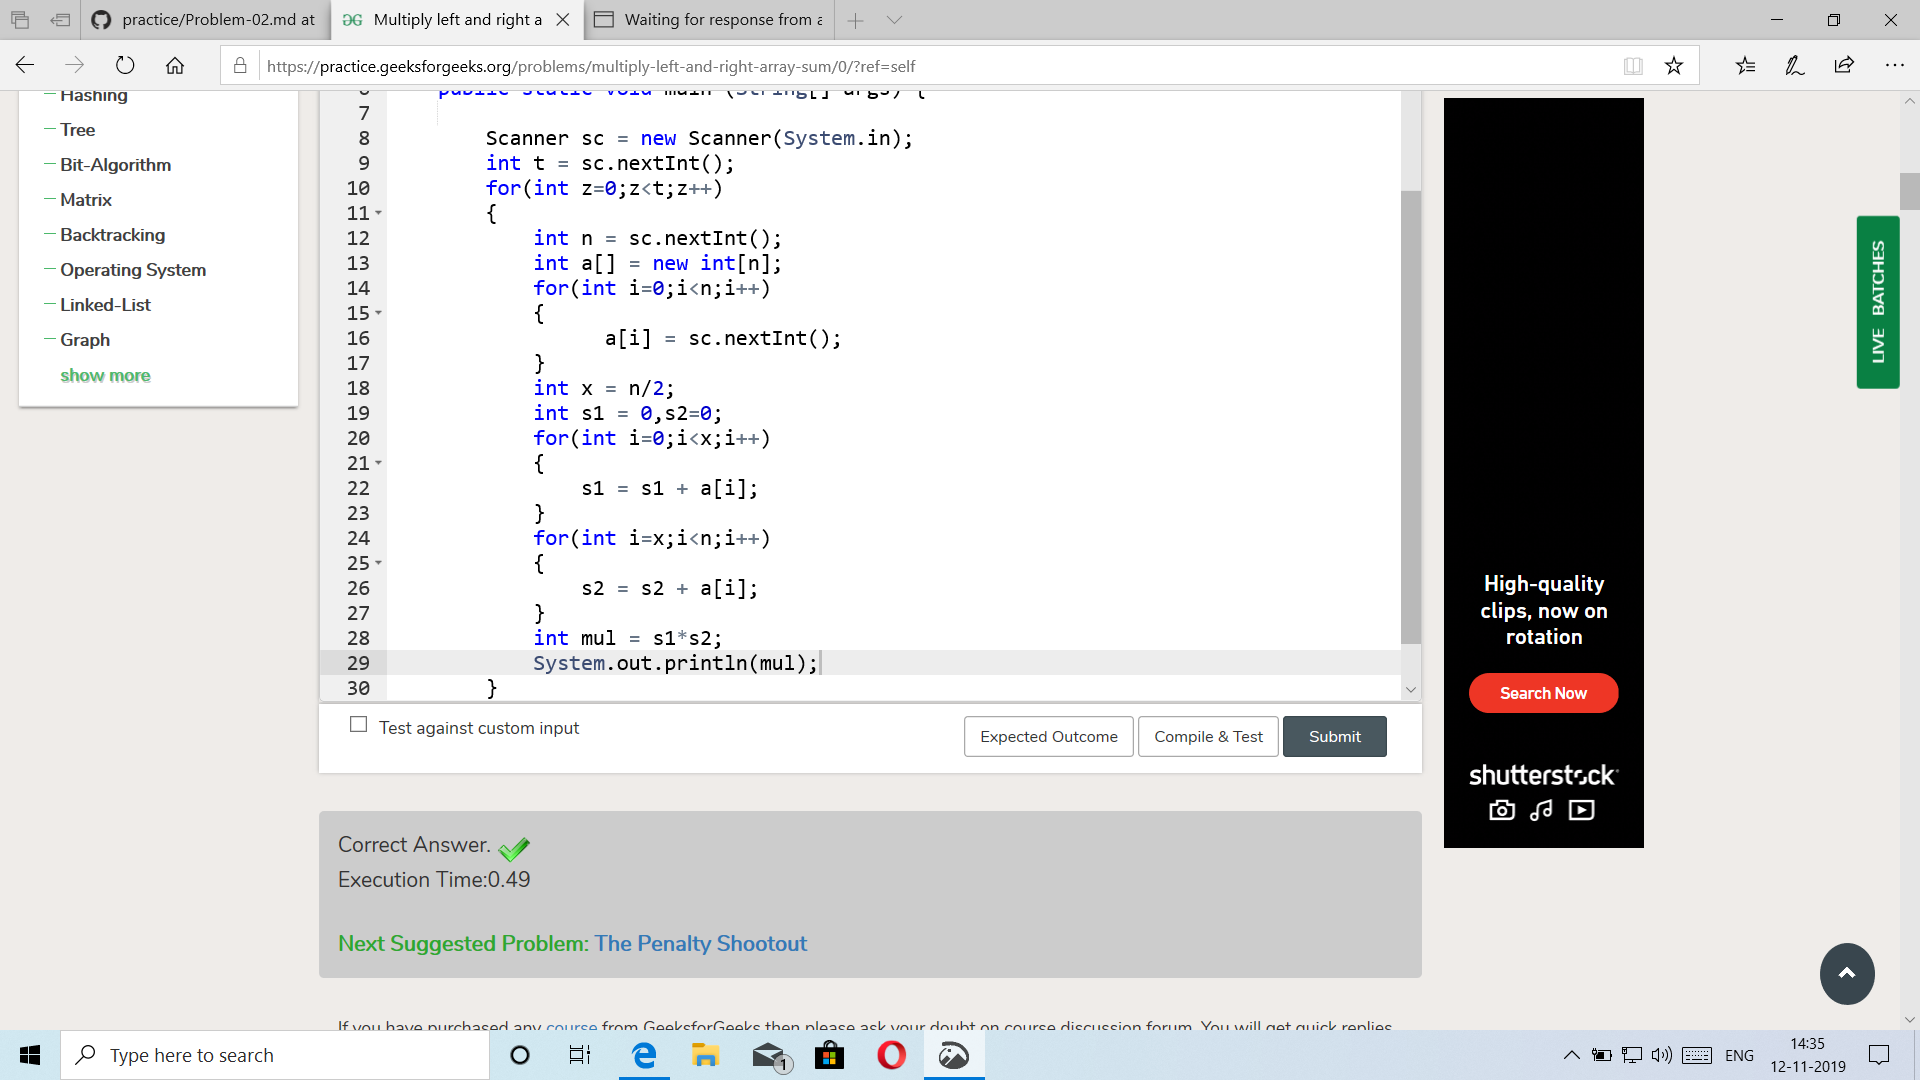 practice/Problem-02.md at
Multiply left and right a
Waiting for response from a
https://practice.geeksforgeeks.org/problems/multiply-left-and-right-array-sum/0/?ref=self
Hashing
Tree
Bit-Algorithm
Matrix
Backtracking
Operating System
Linked-List
Graph
show more
6 public static void main (String[] args) {
7
8 Scanner sc = new Scanner(System.in);
9 int t = sc.nextInt();
10 for(int z=0;z<t;z++)
11 {
12 int n = sc.nextInt();
13 int a[] = new int[n];
14 for(int i=0;i<n;i++)
15 {
16 a[i] = sc.nextInt();
17 }
18 int x = n/2;
19 int s1 = 0,s2=0;
20 for(int i=0;i<x;i++)
21 {
22 s1 = s1 + a[i];
23 }
24 for(int i=x;i<n;i++)
25 {
26 s2 = s2 + a[i];
27 }
28 int mul = s1*s2;
29 System.out.println(mul);
30 }
Test against custom input
Expected Outcome
Compile & Test
Submit
Correct Answer.
Execution Time:0.49
Next Suggested Problem: The Penalty Shootout
If you have purchased any course from GeeksforGeeks then please ask your doubt on course discussion forum. You will get quick replies
High-quality
clips, now on
rotation
Search Now
shutterstock
LIVE BATCHES
Type here to search
1
ENG
14:35
12-11-2019